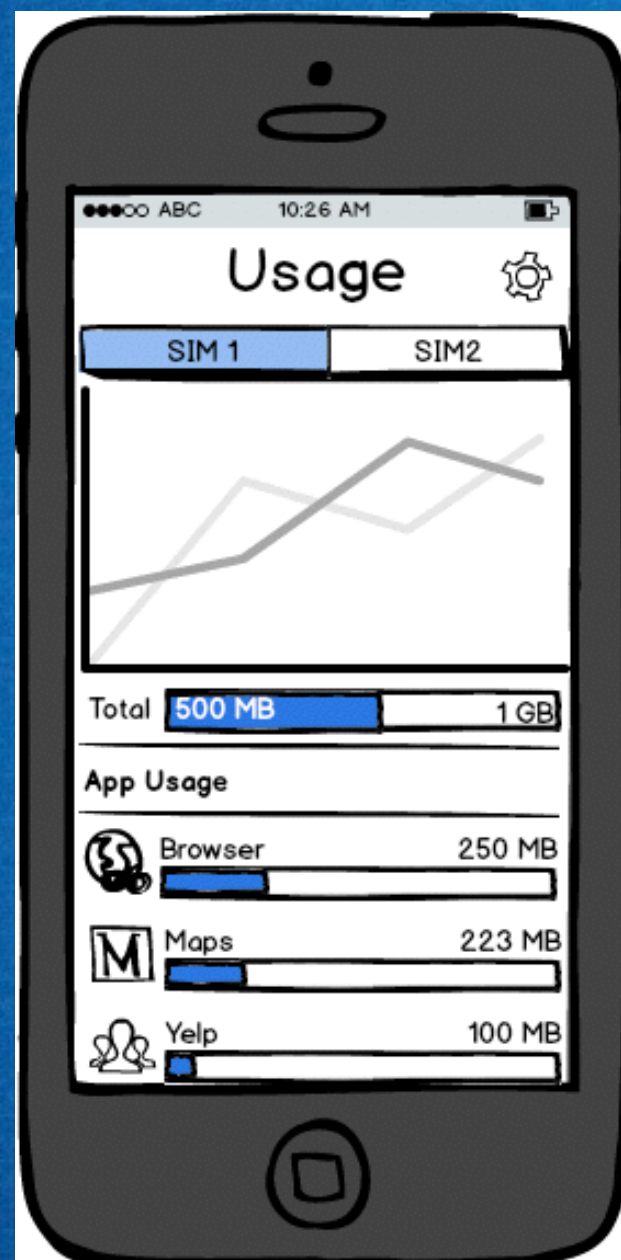 ABC 10:26 AM
Usage
SIM 1 SIM2
Total 500 MB 1 GB
App Usage
Browser 250 MB
M Maps 223 MB
Yelp 100 MB